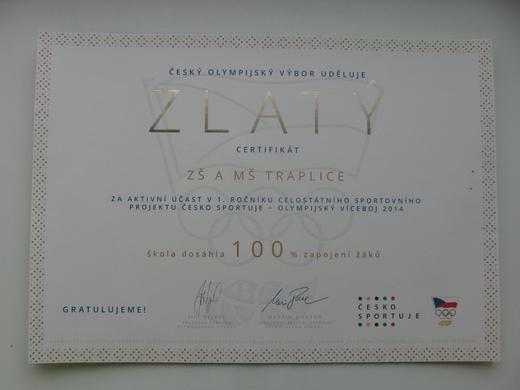 ČESKÝ OLYMPIJSKÝ VÝBOR UDĚLUJE
ZLATÝ
CERTIFIKÁT
ZŠ A MŠ TRAPLICE
ZA AKTIVNÍ ÚČAST V 1. ROČNÍKU CELOSTÁTNÍHO SPORTOVNÍHO
PROJEKTU ČESKO SPORTUJE – OLYMPIJSKÝ VÍCEBOJ 2014
škola dosáhla 100 % zapojení žáků
GRATULUJEME!
ČESKO
SPORTUJE